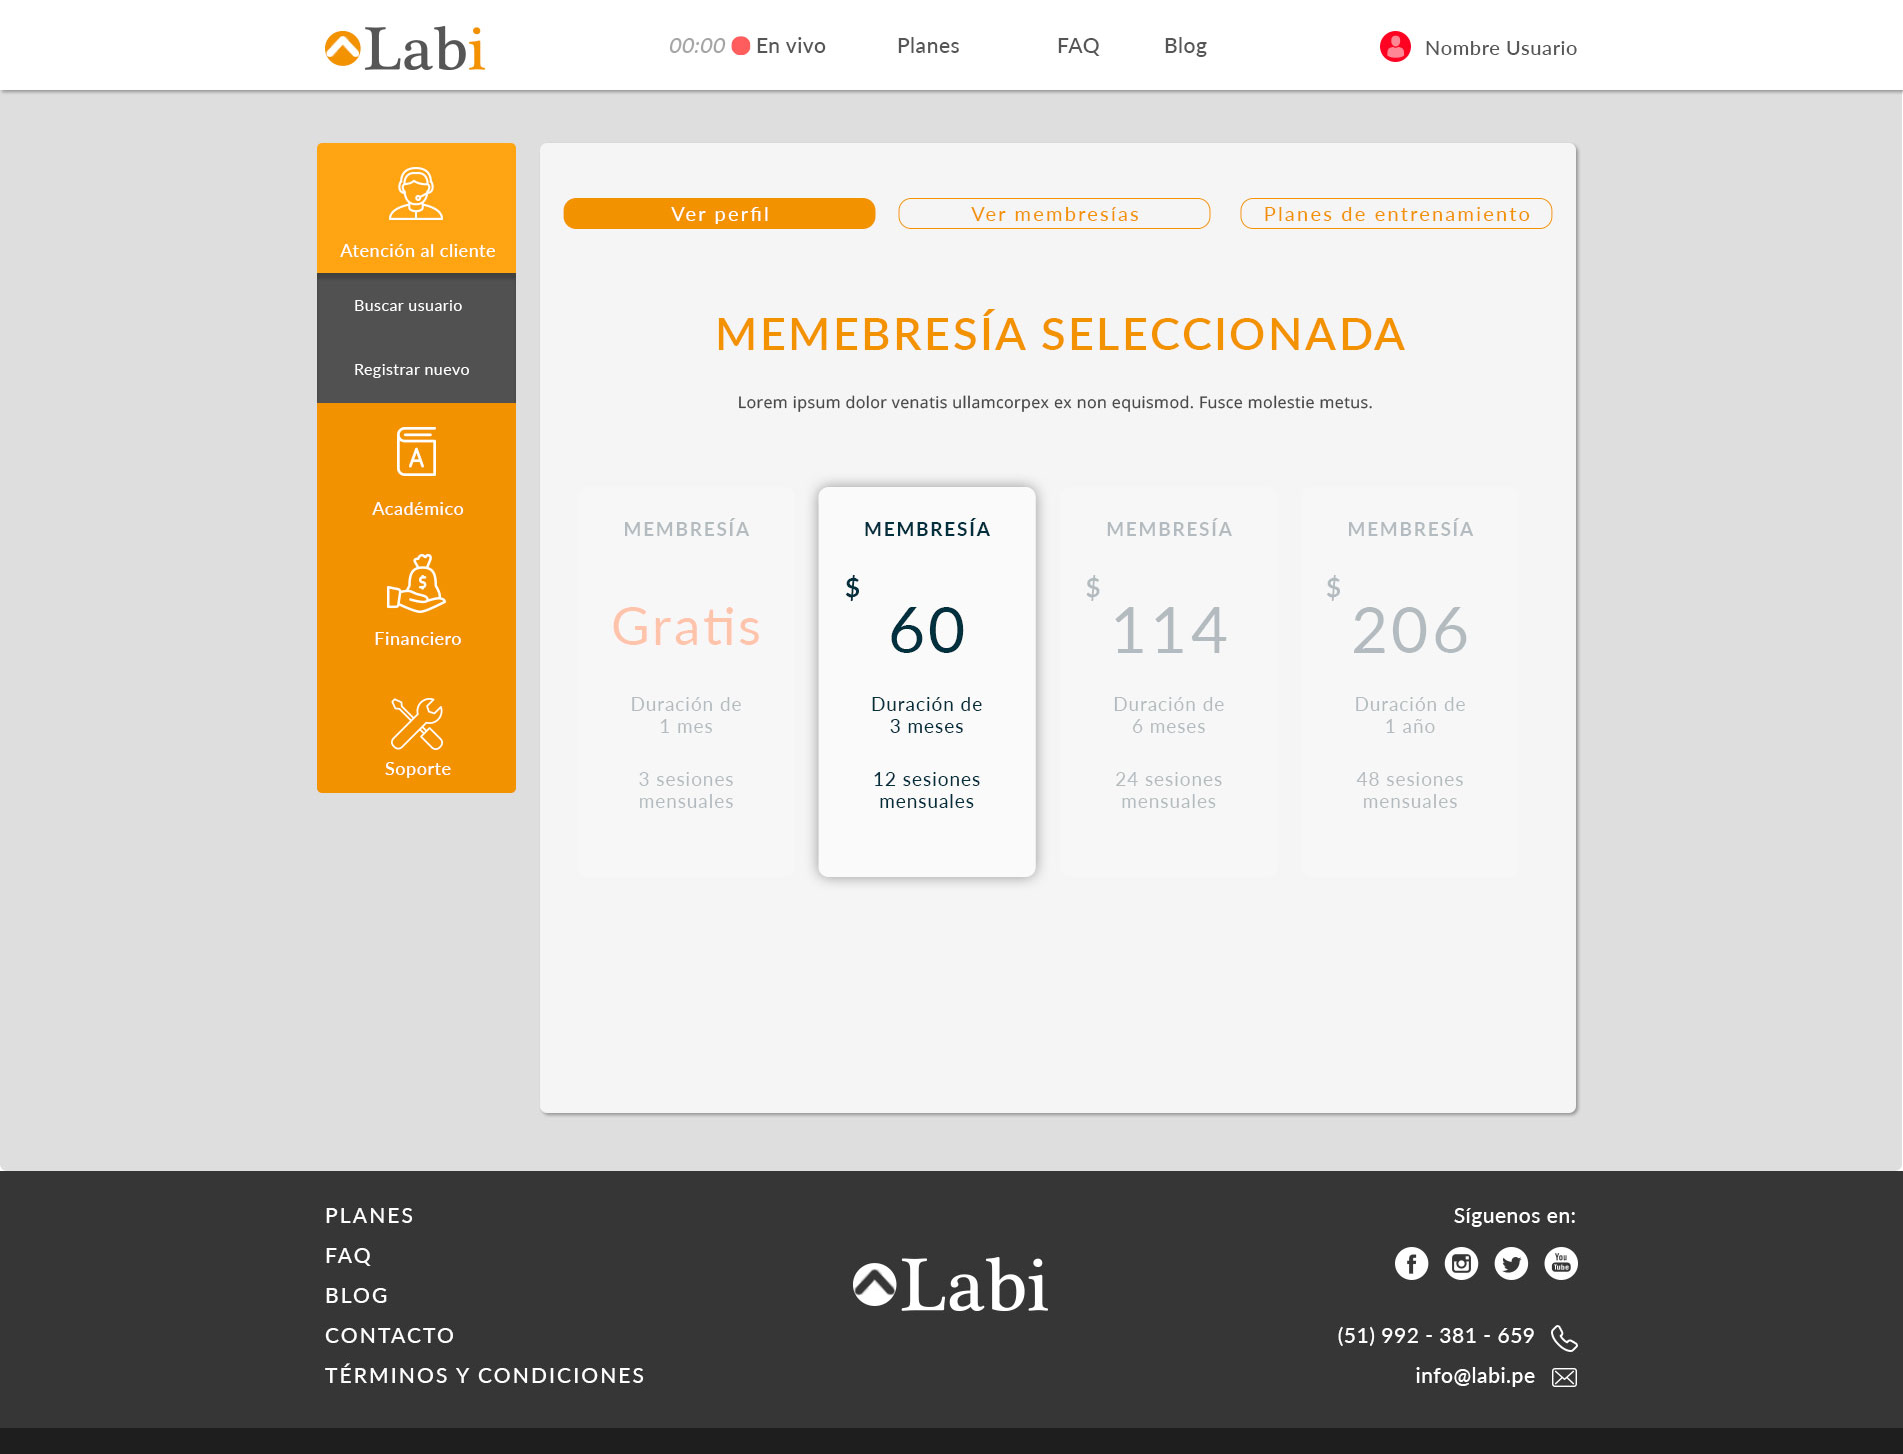 Labi
00:00 En vivo
Planes
FAQ
Blog
Nombre Usuario
Atención al cliente
Buscar usuario
Registrar nuevo
A
Académico
$
Financiero
Soporte
Ver perfil
Ver membresías
Planes de entrenamiento
MEMEBRESÍA SELECCIONADA
Lorem ipsum dolor venatis ullamcorpex ex non equismod. Fusce molestie metus.
MEMBRESÍA
Gratis
Duración de
1 mes
3 sesiones
mensuales
MEMBRESÍA
$
60
Duración de
3 meses
12 sesiones
mensuales
MEMBRESÍA
$
114
Duración de
6 meses
24 sesiones
mensuales
MEMBRESÍA
$
206
Duración de
1 año
48 sesiones
mensuales
PLANES
FAQ
BLOG
CONTACTO
TÉRMINOS Y CONDICIONES
Labi
Síguenos en:
You
Tube
(51) 992 - 381 - 659
info@labi.pe